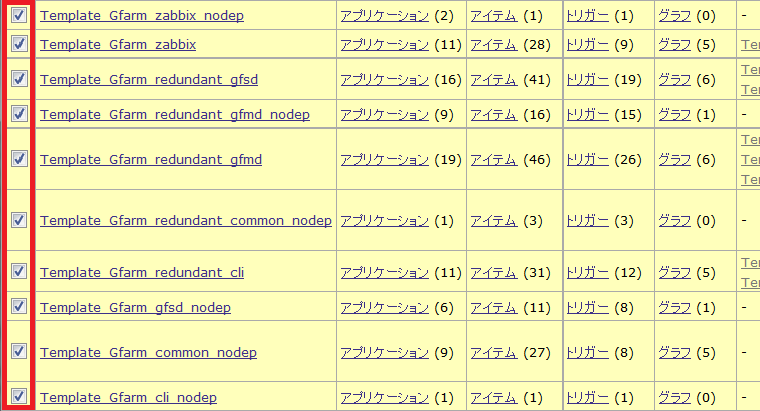 Template_Gfarm_zabbix_nodep アプリケーション (2) アイテム (1) トリガー (1) グラフ (0) -
Template_Gfarm_zabbix アプリケーション (11) アイテム (28) トリガー (9) グラフ (5) Ten
Template_Gfarm_redundant_gfsd アプリケーション (16) アイテム (41) トリガー (19) グラフ (6) Ten
Ten
Template_Gfarm_redundant_gfmd_nodep アプリケーション (9) アイテム (16) トリガー (15) グラフ (1) -
Template_Gfarm_redundant_gfmd アプリケーション (19) アイテム (46) トリガー (26) グラフ (6) Ten
Ten
Ten
Template_Gfarm_redundant_common_nodep アプリケーション (1) アイテム (3) トリガー (3) グラフ (0) -
Template_Gfarm_redundant_cli アプリケーション (11) アイテム (31) トリガー (12) グラフ (5) Ten
Ten
Template_Gfarm_gfsd_nodep アプリケーション (6) アイテム (11) トリガー (8) グラフ (1) -
Template_Gfarm_common_nodep アプリケーション (9) アイテム (27) トリガー (8) グラフ (5) -
Template_Gfarm_cli_nodep アプリケーション (1) アイテム (1) トリガー (1) グラフ (0) -